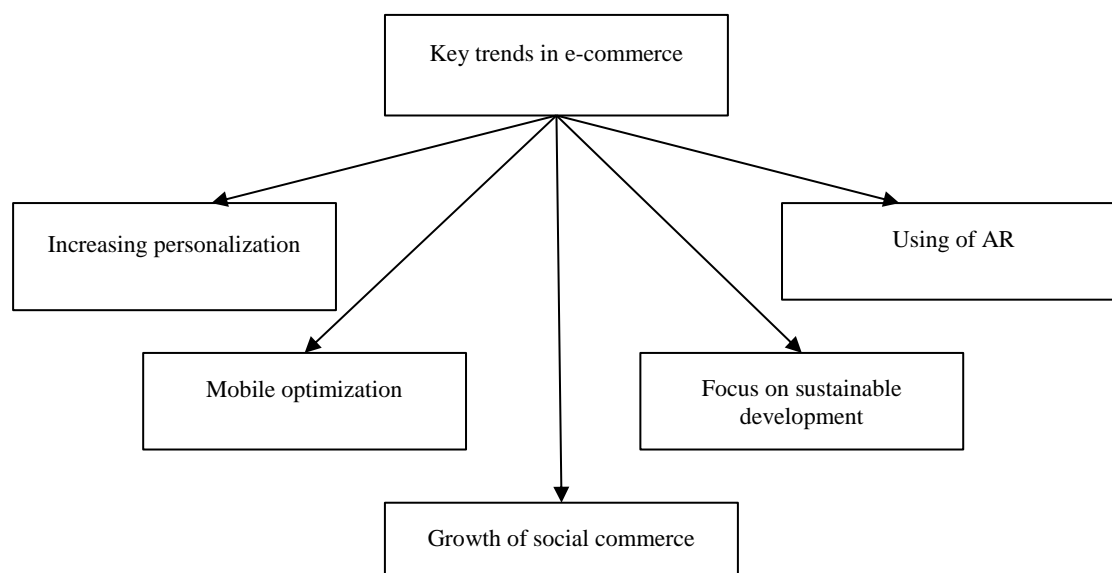 Key trends in e-commerce
Increasing personalization
Using of AR
Mobile optimization
Focus on sustainable
development
Growth of social commerce